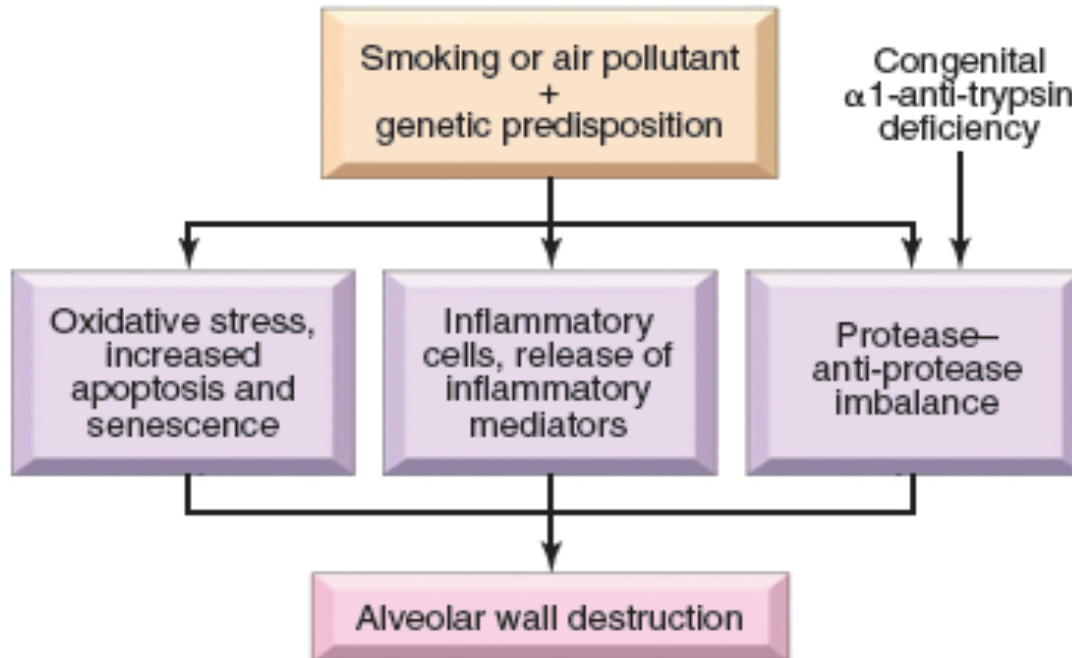 Smoking or air pollutant
+
genetic predisposition
Congenital
α1-anti-trypsin
deficiency
Oxidative stress,
increased
apoptosis and
senescence
Inflammatory
cells, release of
inflammatory
mediators
Protease–
anti-protease
imbalance
Alveolar wall destruction